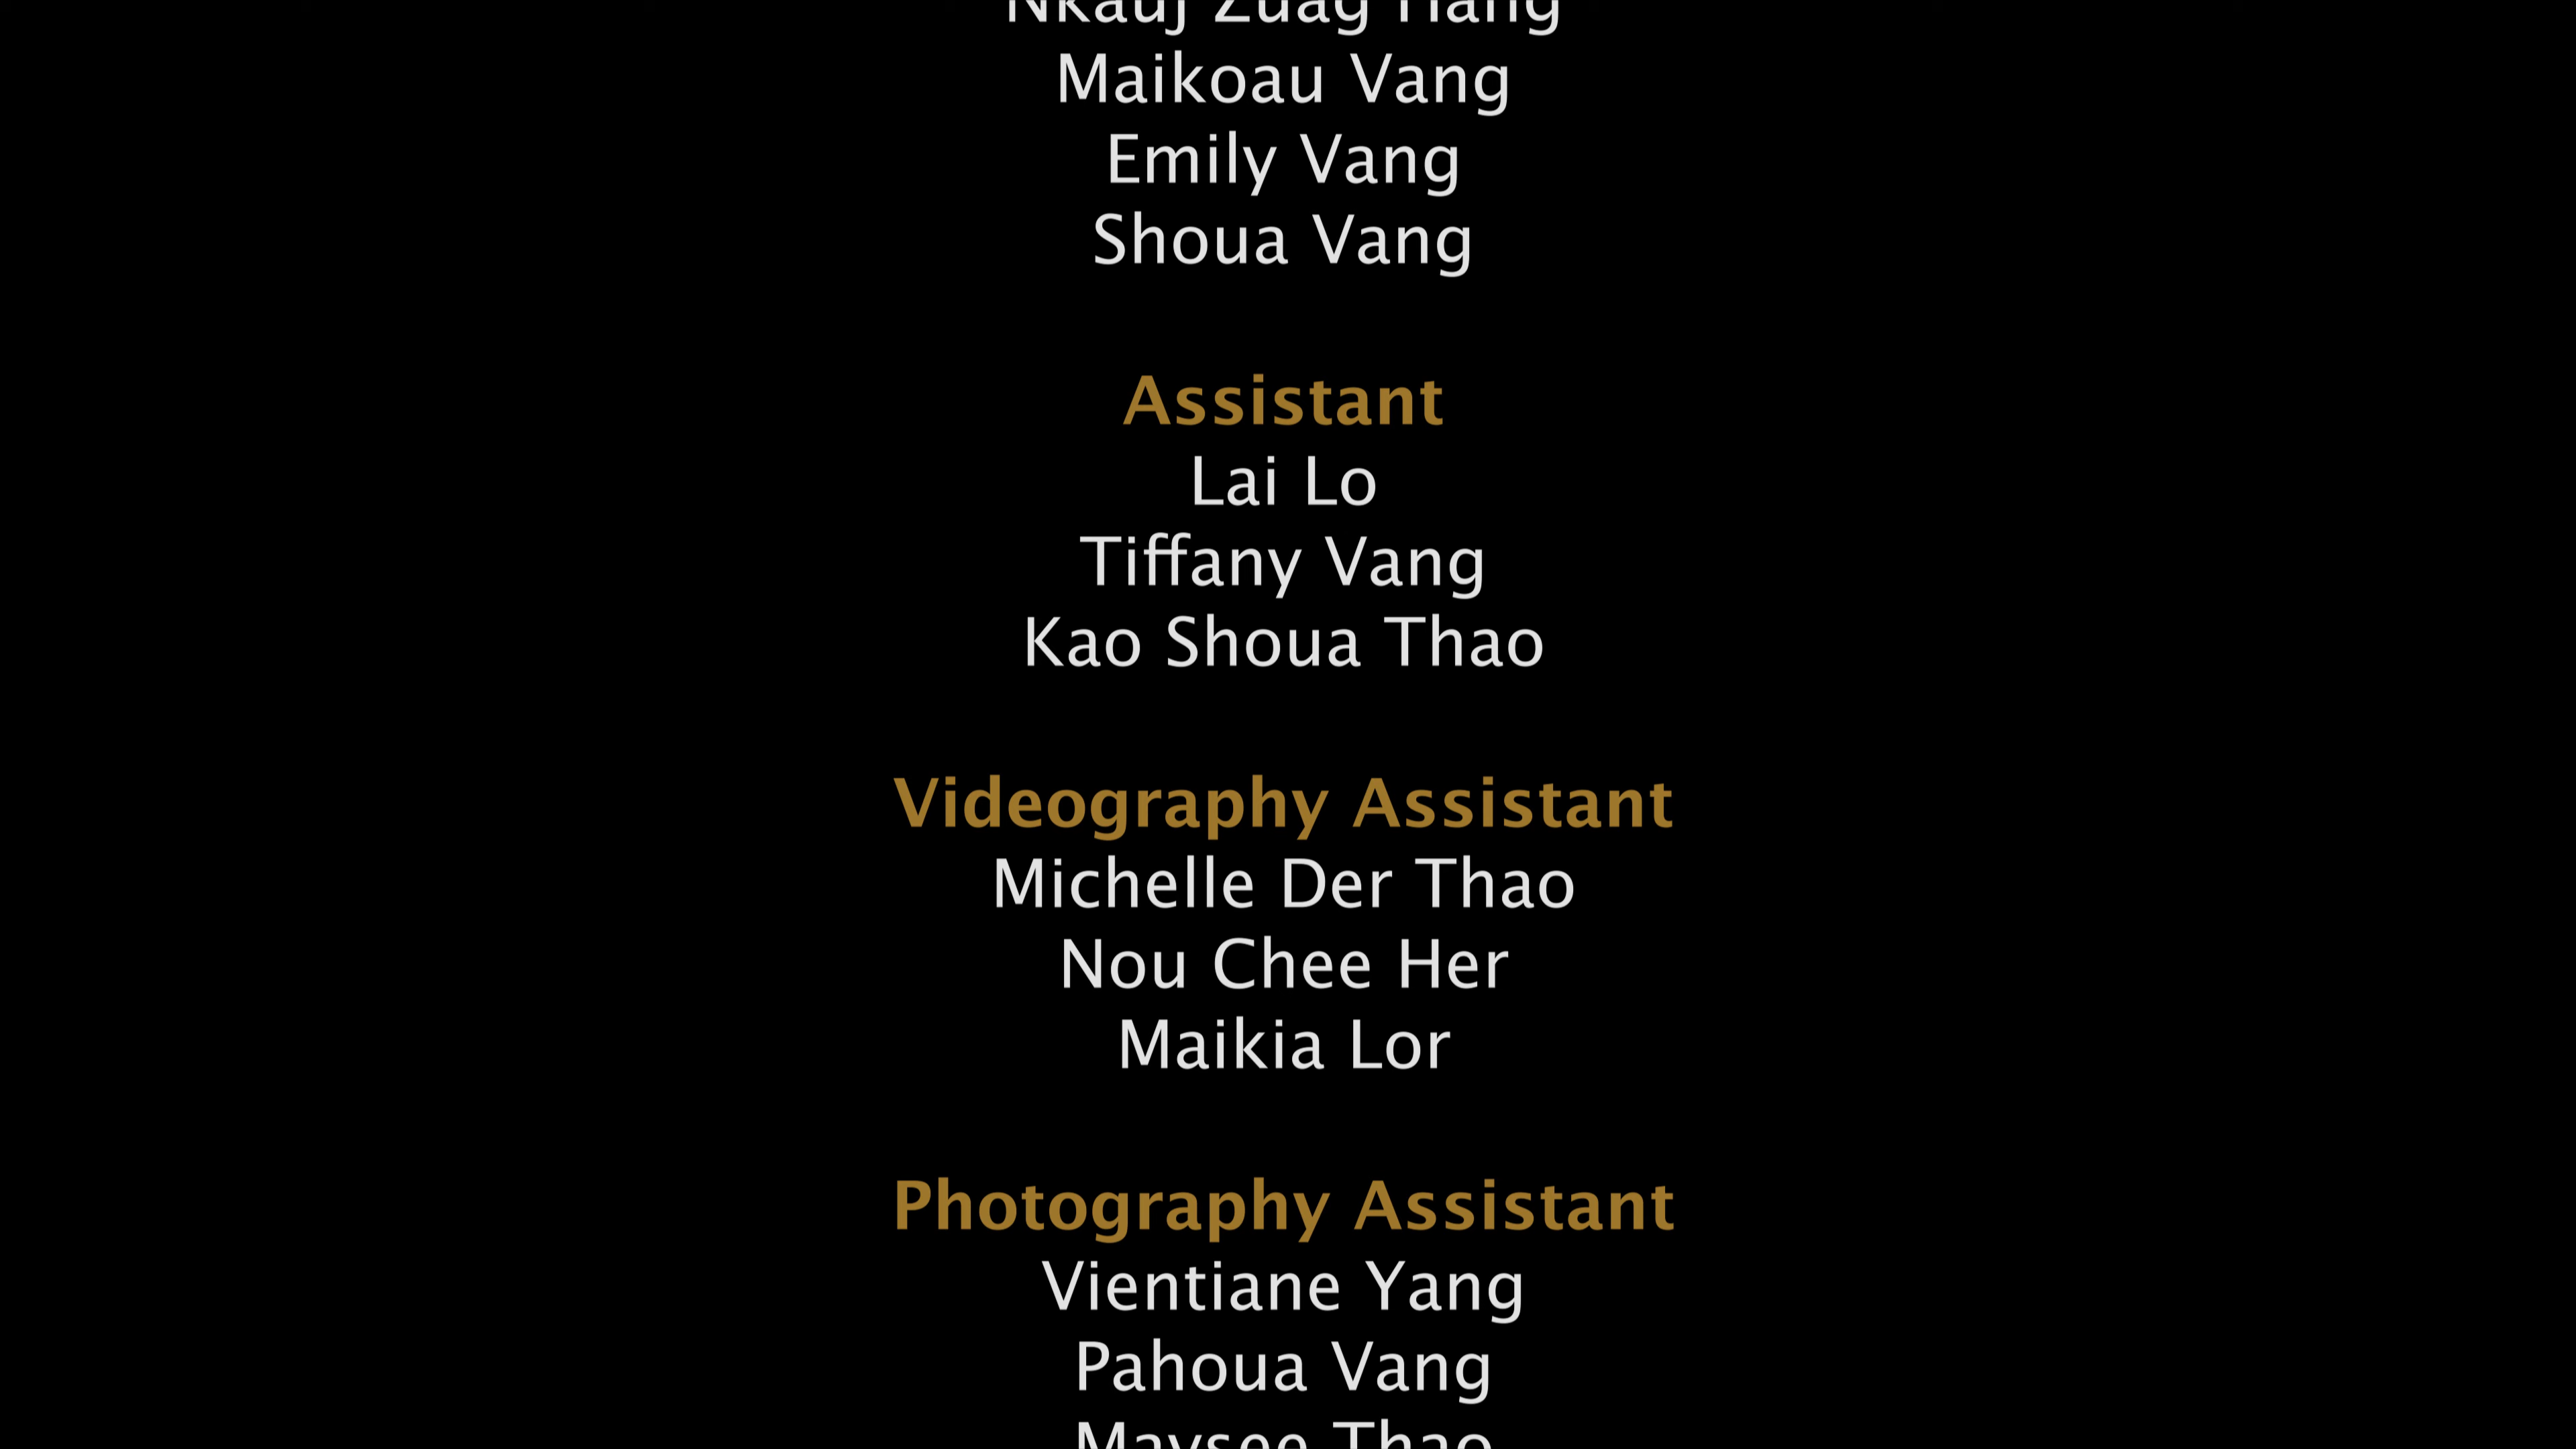 Nkauj Zuag Hang
Maikoau Vang
Emily Vang
Shoua Vang
Assistant
Lai Lo
Tiffany Vang
Kao Shoua Thao
Videography Assistant
Michelle Der Thao
Nou Chee Her
Maikia Lor
Photography Assistant
Vientiane Yang
Pahoua Vang
Maysee Thao